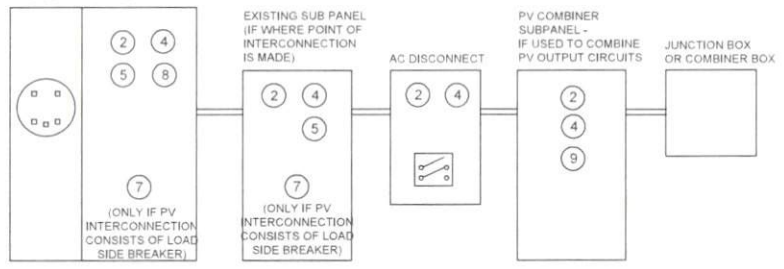 EXISTING SUB PANEL
(IF WHERE POINT OF
INTERCONNECTION
IS MADE)
AC DISCONNECT
PV COMBINER
SUBPANEL -
IF USED TO COMBINE
PV OUTPUT CIRCUITS
JUNCTION BOX
OR COMBINER BOX
2 4
5 8
7
(ONLY IF PV
INTERCONNECTION
CONSISTS OF LOAD
SIDE BREAKER)
2 4
5
7
(ONLY IF PV
INTERCONNECTION
CONSISTS OF LOAD
SIDE BREAKER)
2 4
2
4
9